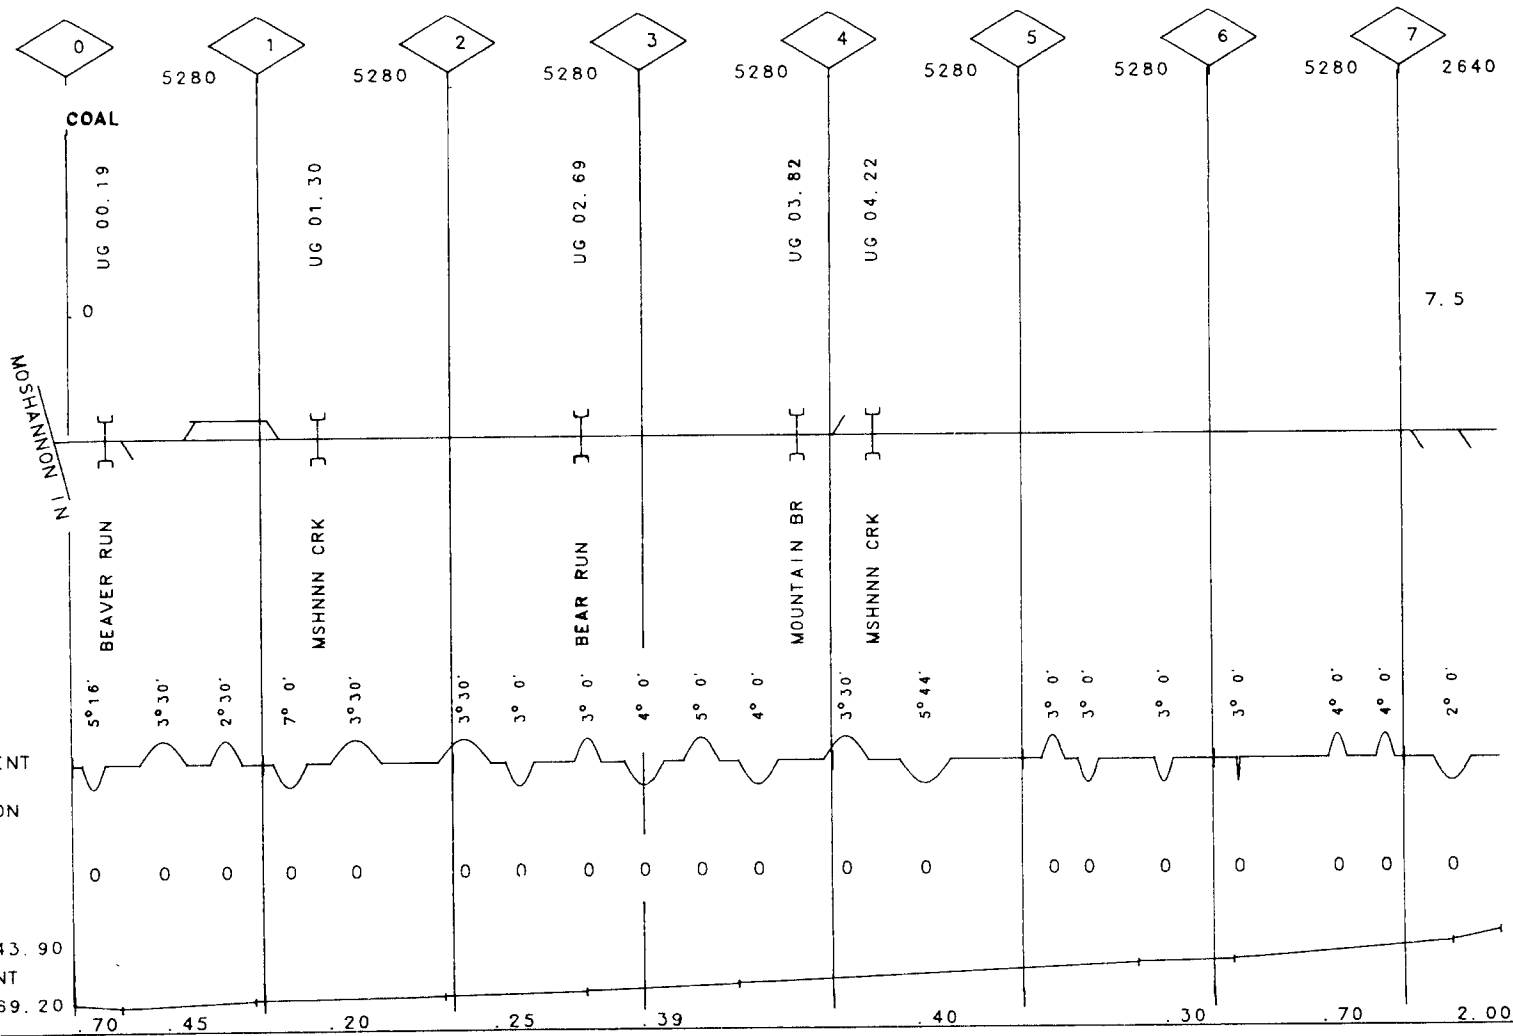 0 1 2 3 4 5 6 7
5280 5280 5280 5280 5280 5280 5280 2640
COAL
UG 00.19
UG 01.30
UG 02.69
UG 03.82
UG 04.22
0
7.5
MOSHANNON IN
BEAVER RUN
MSHNNN CRK
BEAR RUN
MOUNTAIN BR
MSHNNN CRK
5°16' 3°30' 2°30' 7° 0' 3°30' 3°30' 3° 0' 3° 0' 4° 0' 5° 0' 4° 0' 3°30' 5°44' 3° 0' 3° 0' 3° 0' 3° 0' 4° 0' 4° 0' 2° 0'
ENT
ON
0 0 0 0 0 0 0 0 0 0 0 0 0 0 0 0 0 0 0 0
43.90
NT
69.20
.70 .45 .20 .25 .39 .40 .30 .70 2.00